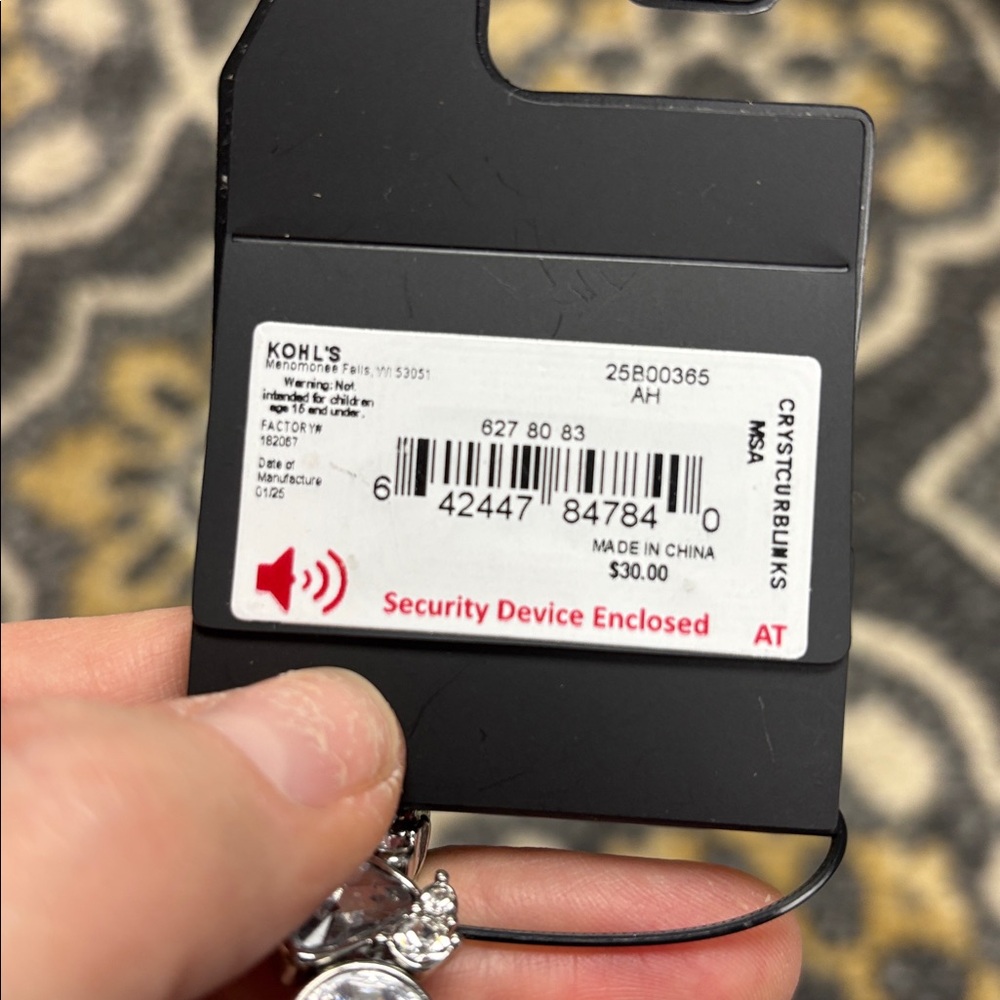 KOHL'S
Menomonee Falls, WI 53051
Warning: Not
intended for children
age 15 and under.
FACTORY#
182067
Date of
Manufacture
01/25
25B00365
AH
627 80 83
6 42447 84784 0
MADE IN CHINA
$30.00
CRYSTCURBLINKS
MSA
Security Device Enclosed
AT